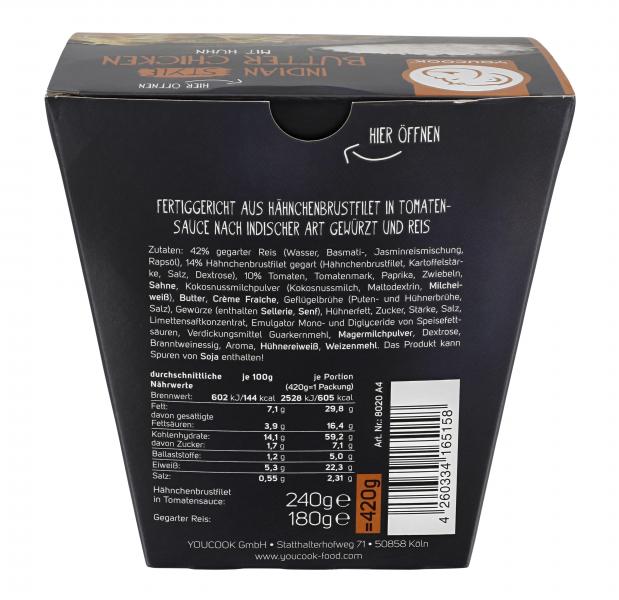 YOUCOOK
INDIAN STYLE
BUTTER CHICKEN
MIT HUHN
HIER ÖFFNEN
HIER ÖFFNEN
FERTIGGERICHT AUS HÄHNCHENBRUSTFILET IN TOMATEN-
SAUCE NACH INDISCHER ART GEWÜRZT UND REIS
Zutaten: 42% gegarter Reis (Wasser, Basmati-, Jasminreismischung,
Rapsöl), 14% Hähnchenbrustfilet gegart (Hähnchenbrustfilet, Kartoffelstär-
ke, Salz, Dextrose), 10% Tomaten, Tomatenmark, Paprika, Zwiebeln,
Sahne, Kokosnussmilchpulver (Kokosnussmilch, Maltodextrin, Milchei-
weiß), Butter, Crème Fraîche, Geflügelbrühe (Puten- und Hühnerbrühe,
Salz), Gewürze (enthalten Sellerie, Senf), Hühnerfett, Zucker, Stärke, Salz,
Limettensaftkonzentrat, Emulgator Mono- und Diglyceride von Speisefett-
säuren, Verdickungsmittel Guarkernmehl, Magermilchpulver, Dextrose,
Branntweinessig, Aroma, Hühnereiweiß, Weizenmehl. Das Produkt kann
Spuren von Soja enthalten!
durchschnittliche je 100g je Portion
Nährwerte (420g=1 Packung)
Brennwert: 602 kJ/144 kcal 2528 kJ/605 kcal
Fett: 7,1 g 29,8 g
davon gesättigte
Fettsäuren: 3,9 g 16,4 g
Kohlenhydrate: 14,1 g 59,2 g
davon Zucker: 1,7 g 7,1 g
Ballaststoffe: 1,2 g 5,0 g
Eiweiß: 5,3 g 22,3 g
Salz: 0,55 g 2,31 g
Hähnchenbrustfilet
in Tomatensauce: 240g e
Gegarter Reis: 180g e
=420g
Art. Nr.: 8020 A4
4 260334 165158
YOUCOOK GmbH • Statthalterhofweg 71 • 50858 Köln
www.youcook-food.com